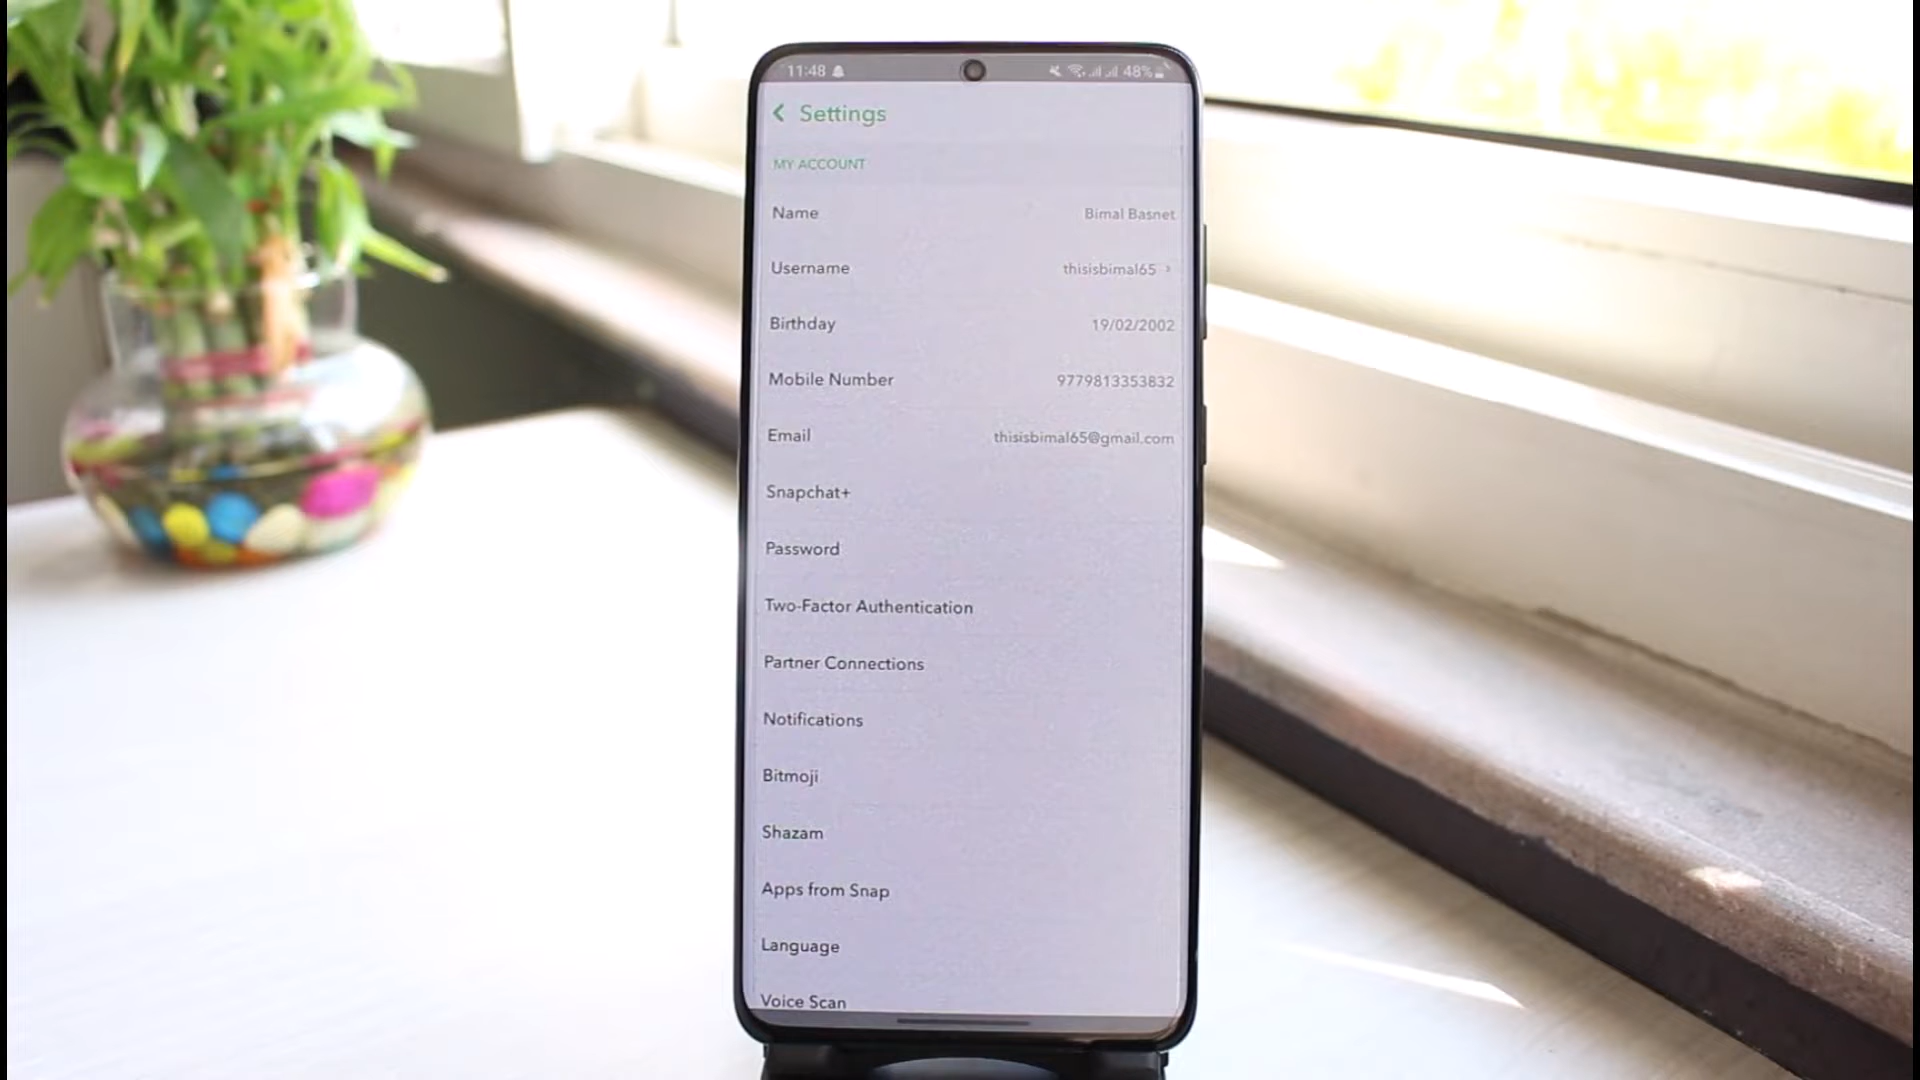 11:48 48%
Settings
MY ACCOUNT
Name Bimal Basnet
Username thisisbimal65 >
Birthday 19/02/2002
Mobile Number 9779813353832
Email thisisbimal65@gmail.com
Snapchat+
Password
Two-Factor Authentication
Partner Connections
Notifications
Bitmoji
Shazam
Apps from Snap
Language
Voice Scan